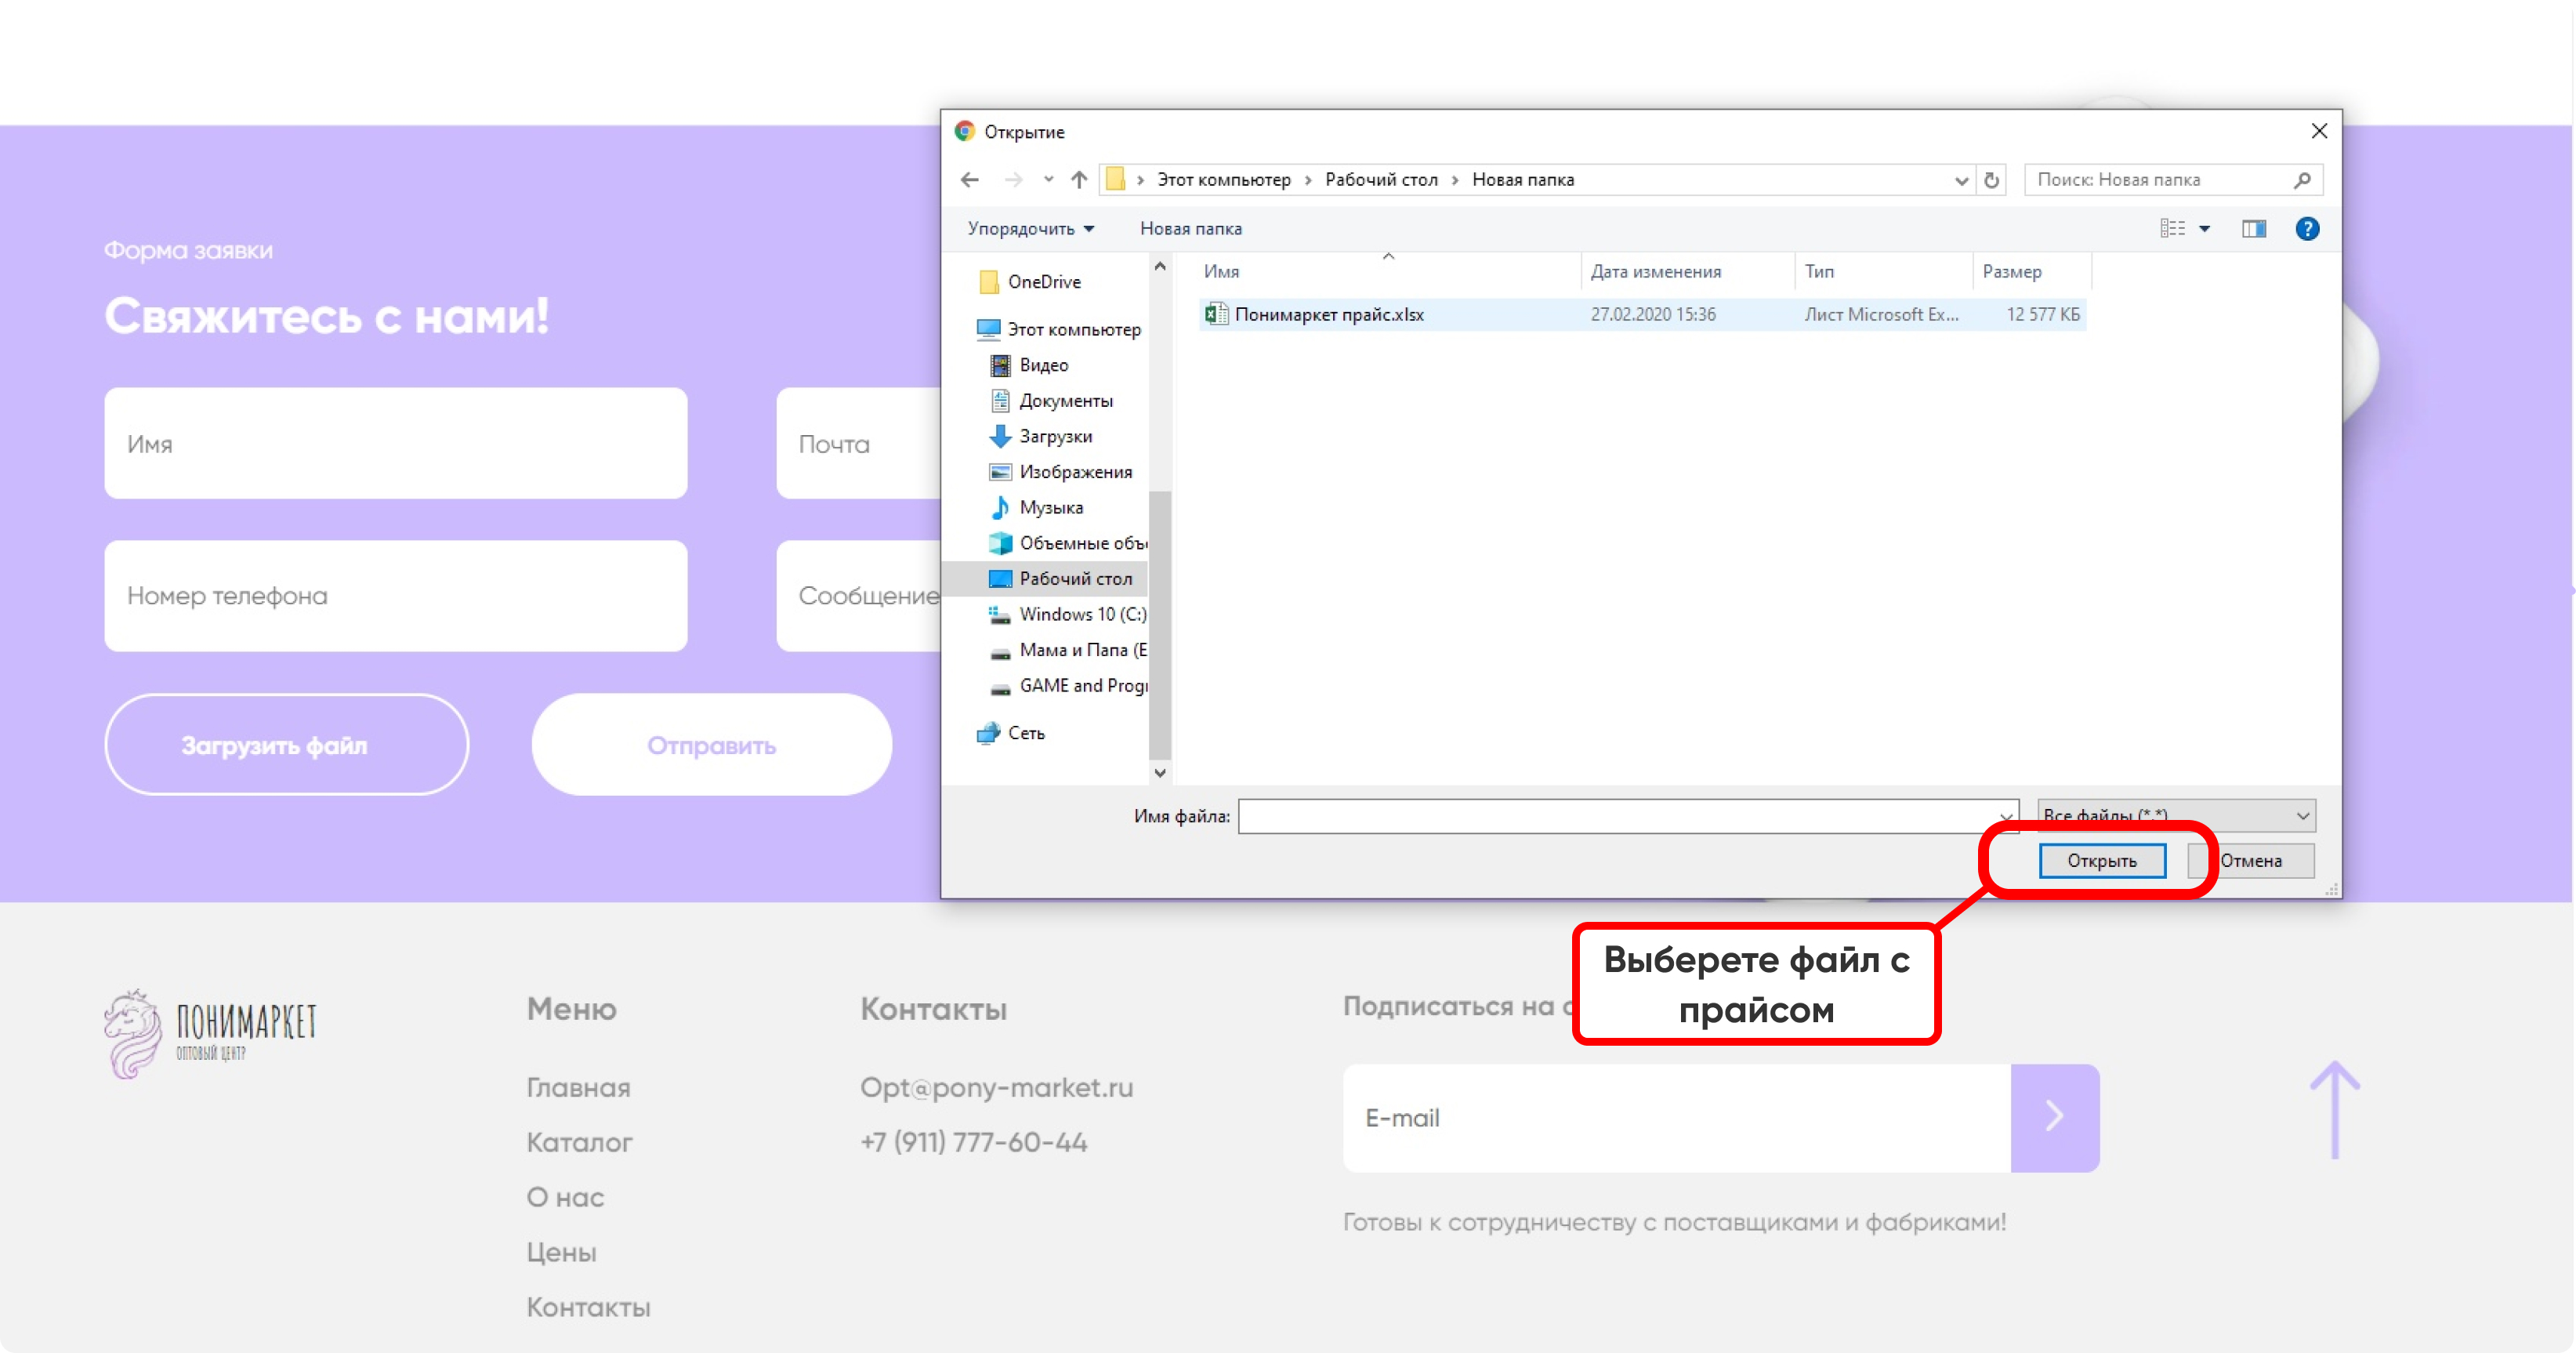 Форма заявки
Свяжитесь с нами!
Имя
Почта
Номер телефона
Сообщение
Загрузить файл
Отправить
Открытие
Этот компьютер › Рабочий стол › Новая папка
Поиск: Новая папка
Упорядочить
Новая папка
OneDrive
Этот компьютер
Видео
Документы
Загрузки
Изображения
Музыка
Объемные объ
Рабочий стол
Windows 10 (C:)
Мама и Папа (E
GAME and Progr
Сеть
Имя
Дата изменения
Тип
Размер
Понимаркет прайс.xlsx
27.02.2020 15:36
Лист Microsoft Ex...
12 577 КБ
Имя файла:
Все файлы (*.*)
Открыть
Отмена
Выберете файл с
прайсом
ПОНИМАРКЕТ
ОПТОВЫЙ ЦЕНТР
Меню
Главная
Каталог
О нас
Цены
Контакты
Контакты
Opt@pony-market.ru
+7 (911) 777-60-44
Подписаться на
E-mail
Готовы к сотрудничеству с поставщиками и фабриками!